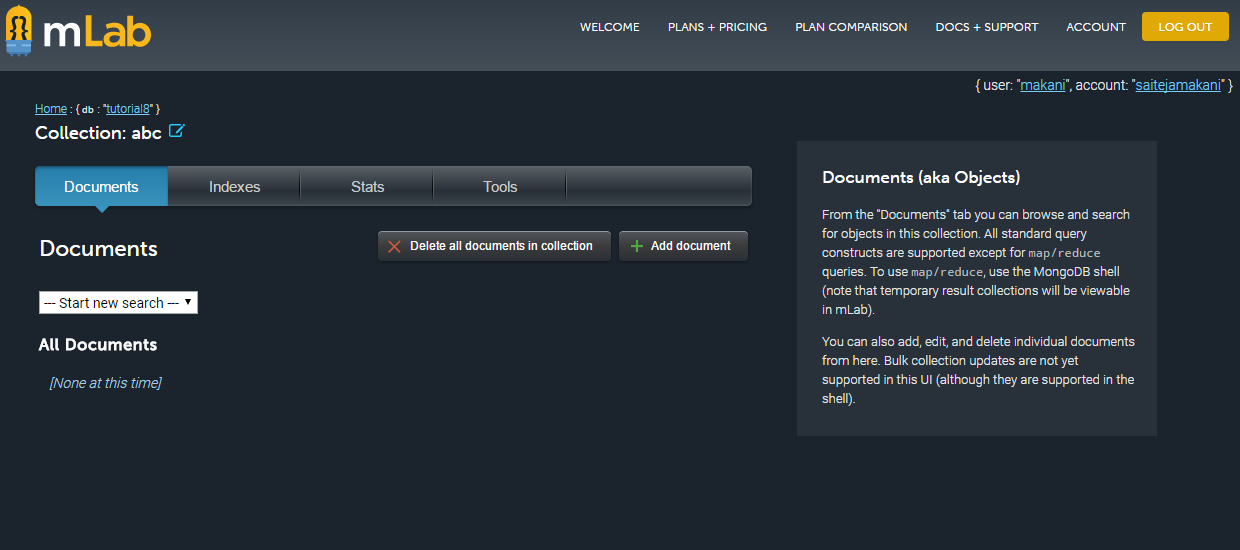 mLab
WELCOME PLANS + PRICING PLAN COMPARISON DOCS + SUPPORT ACCOUNT LOG OUT
{ user: "makani", account: "saitejamakani" }
Home : { db : "tutorial8" }
Collection: abc
Documents Indexes Stats Tools
Documents
Delete all documents in collection
Add document
--- Start new search ---
All Documents
[None at this time]
Documents (aka Objects)
From the "Documents" tab you can browse and search
for objects in this collection. All standard query
constructs are supported except for map/reduce
queries. To use map/reduce, use the MongoDB shell
(note that temporary result collections will be viewable
in mLab).
You can also add, edit, and delete individual documents
from here. Bulk collection updates are not yet
supported in this UI (although they are supported in the
shell).